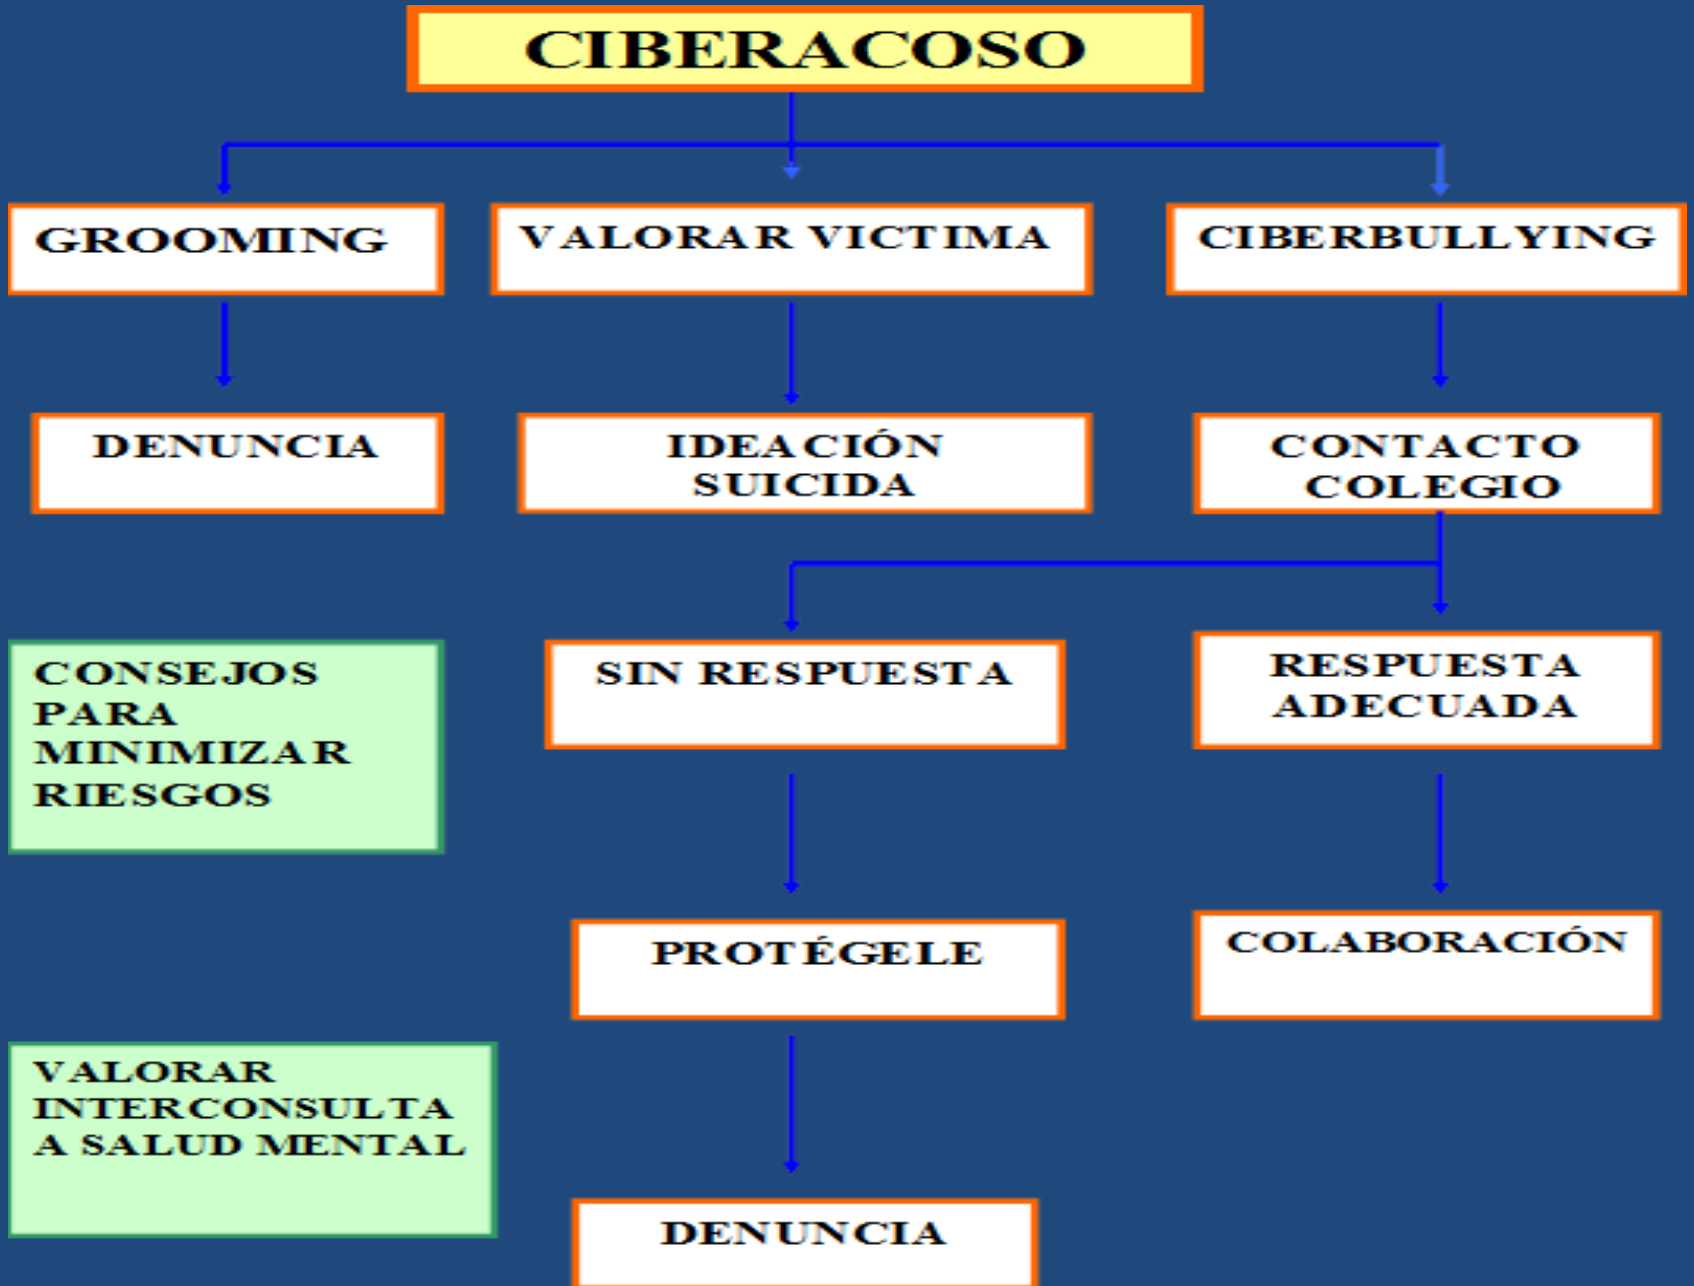 CIBERACOSO
GROOMING
VALORAR VICTIMA
CIBERBULLYING
DENUNCIA
IDEACIÓN
SUICIDA
CONTACTO
COLEGIO
CONSEJOS
PARA
MINIMIZAR
RIESGOS
SIN RESPUESTA
RESPUESTA
ADECUADA
PROTÉGELE
COLABORACIÓN
VALORAR
INTERCONSULTA
A SALUD MENTAL
DENUNCIA